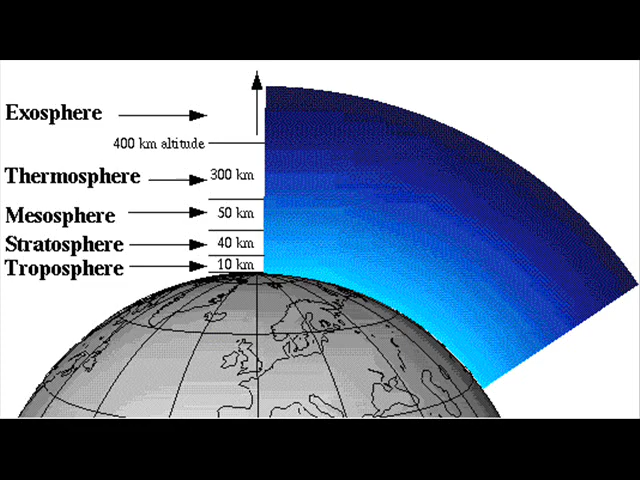 Exosphere
400 km altitude
Thermosphere 300 km
Mesosphere 50 km
Stratosphere 40 km
Troposphere 10 km